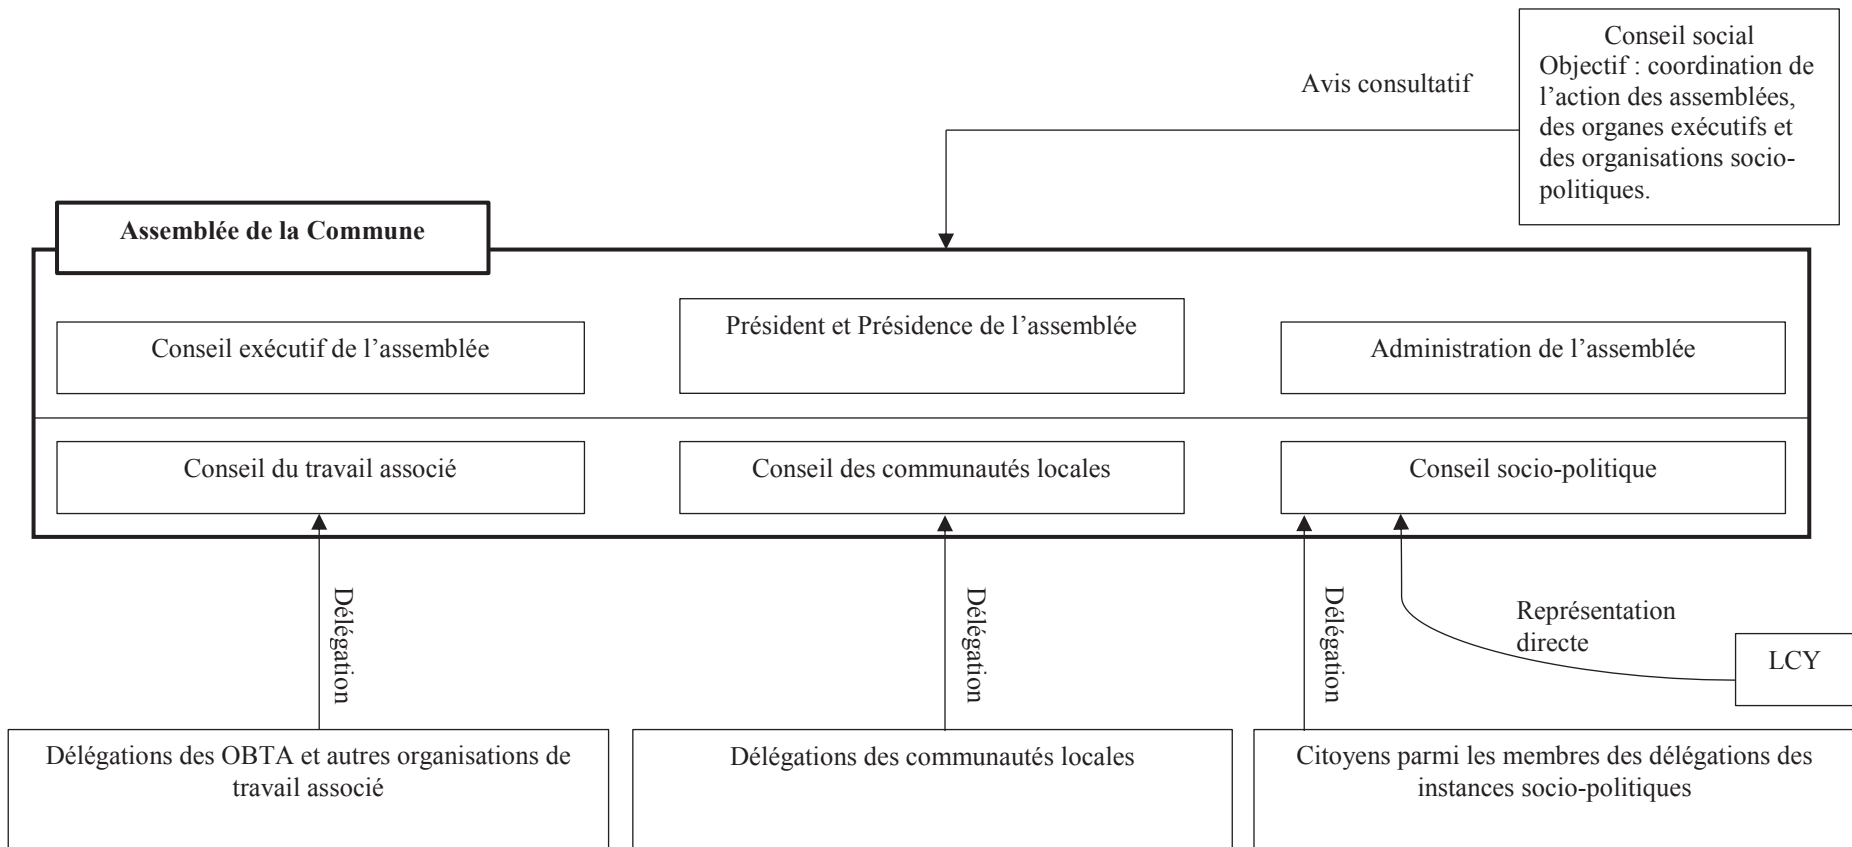 Conseil social
Objectif : coordination de
l’action des assemblées,
des organes exécutifs et
des organisations socio-
politiques.
Avis consultatif
Assemblée de la Commune
Conseil exécutif de l’assemblée
Président et Présidence de l’assemblée
Administration de l’assemblée
Conseil du travail associé
Conseil des communautés locales
Conseil socio-politique
Délégation
Délégation
Délégation
Représentation
directe
LCY
Délégations des OBTA et autres organisations de
travail associé
Délégations des communautés locales
Citoyens parmi les membres des délégations des
instances socio-politiques